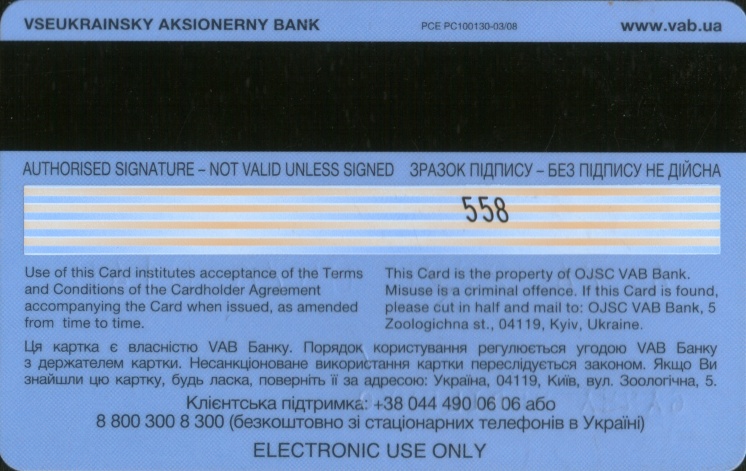 VSEUKRAINSKY AKSIONERNY BANK PCE PC100130-03/08 www.vab.ua
AUTHORISED SIGNATURE – NOT VALID UNLESS SIGNED ЗРАЗОК ПІДПИСУ – БЕЗ ПІДПИСУ НЕ ДІЙСНА
558
Use of this Card institutes acceptance of the Terms
and Conditions of the Cardholder Agreement
accompanying the Card when issued, as amended
from time to time.
This Card is the property of OJSC VAB Bank.
Misuse is a criminal offence. If this Card is found,
please cut in half and mail to: OJSC VAB Bank, 5
Zoologichna st., 04119, Kyiv, Ukraine.
Ця картка є власністю VAB Банку. Порядок користування регулюється угодою VAB Банку
з держателем картки. Несанкціоноване використання картки переслідується законом. Якщо Ви
знайшли цю картку, будь ласка, поверніть її за адресою: Україна, 04119, Київ, вул. Зоологічна, 5.
Клієнтська підтримка: +38 044 490 06 06 або
8 800 300 8 300 (безкоштовно зі стаціонарних телефонів в Україні)
ELECTRONIC USE ONLY